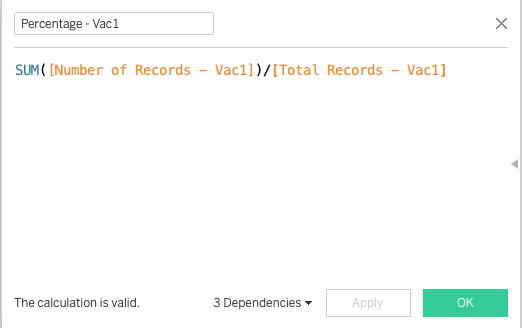 Percentage - Vac1
SUM([Number of Records – Vac1])/[Total Records – Vac1]
The calculation is valid.
3 Dependencies
Apply
OK